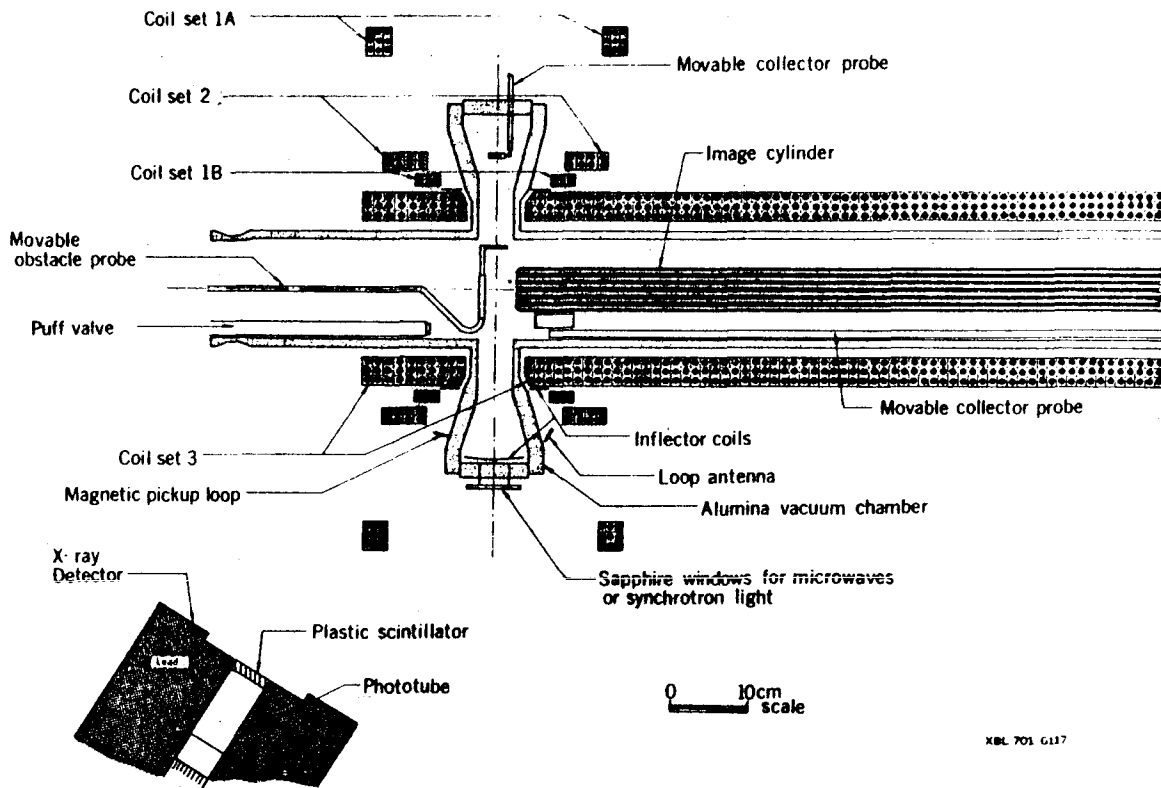 Coil set 1A
Movable collector probe
Coil set 2
Image cylinder
Coil set 1B
Movable
obstacle probe
Puff valve
Movable collector probe
Inflector coils
Coil set 3
Loop antenna
Magnetic pickup loop
Alumina vacuum chamber
X-ray
Detector
Sapphire windows for microwaves
or synchrotron light
Plastic scintillator
Lead
Phototube
0 10cm
scale
XBL 701 6117